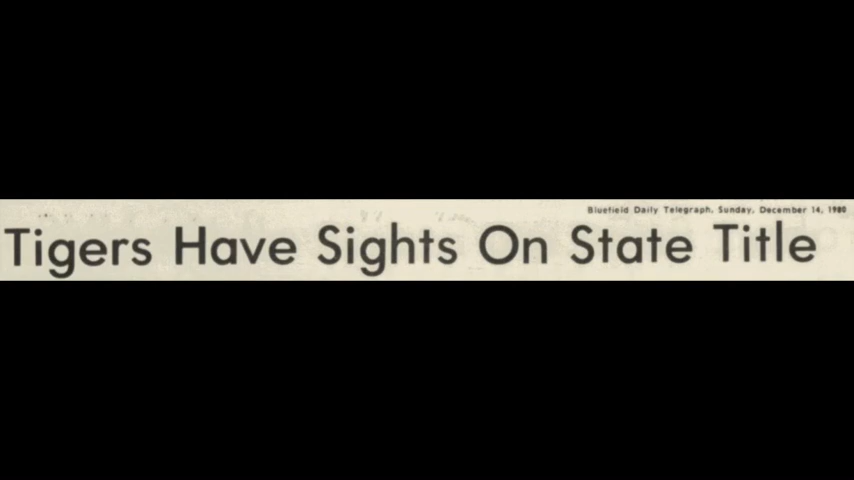 Bluefield Daily Telegraph, Sunday, December 14, 1980
Tigers Have Sights On State Title